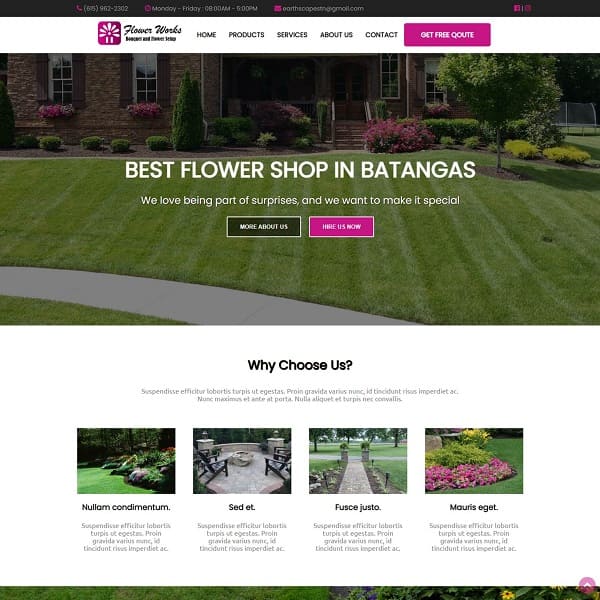 (615) 962-2302 Monday - Friday : 08:00AM - 5:00PM earthscapestn@gmail.com
Flower Works
Bouquet and Flower Setup
HOME PRODUCTS SERVICES ABOUT US CONTACT GET FREE QOUTE
BEST FLOWER SHOP IN BATANGAS
We love being part of surprises, and we want to make it special
MORE ABOUT US HIRE US NOW
Why Choose Us?
Suspendisse efficitur lobortis turpis ut egestas. Proin gravida varius nunc, id tincidunt risus imperdiet ac.
Nunc maximus et ante at porta. Nulla aliquet et turpis nec convallis.
Nullam condimentum. Sed et. Fusce justo. Mauris eget.
Suspendisse efficitur lobortis Suspendisse efficitur lobortis Suspendisse efficitur lobortis Suspendisse efficitur lobortis
turpis ut egestas. Proin turpis ut egestas. Proin turpis ut egestas. Proin turpis ut egestas. Proin
gravida varius nunc, id gravida varius nunc, id gravida varius nunc, id gravida varius nunc, id
tincidunt risus imperdiet ac. tincidunt risus imperdiet ac. tincidunt risus imperdiet ac. tincidunt risus imperdiet ac.